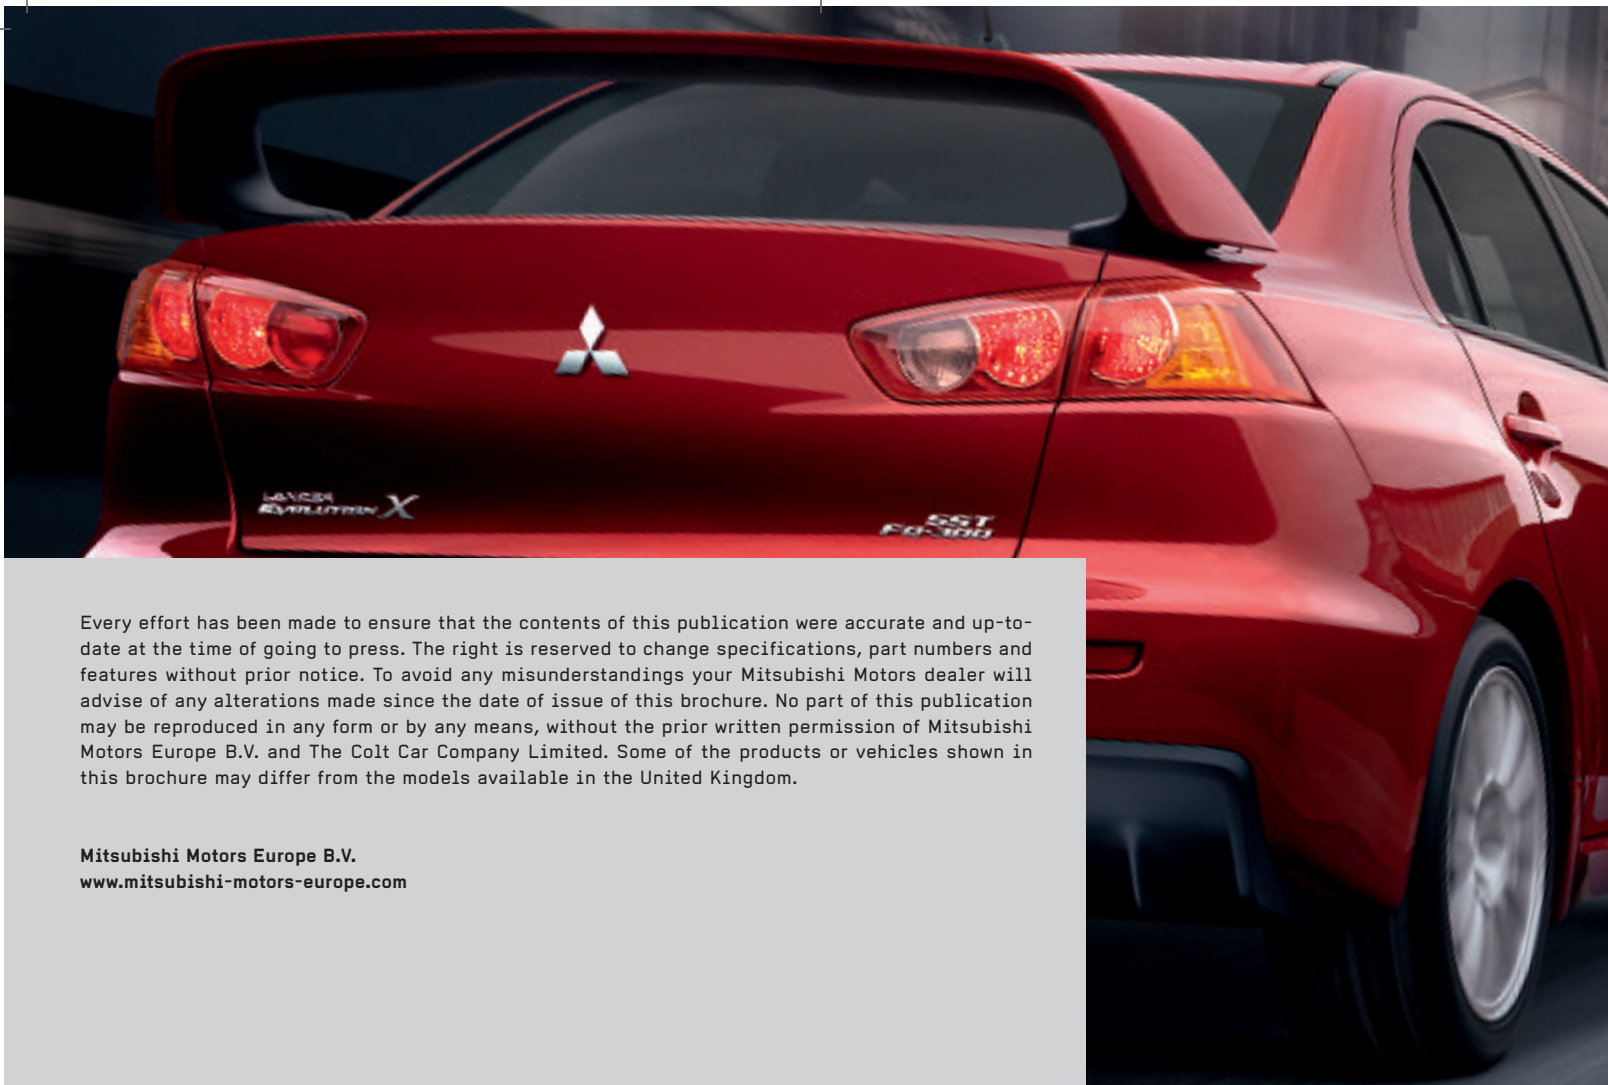 LANCER
EVOLUTION X
SST
FQ-300
Every effort has been made to ensure that the contents of this publication were accurate and up-to-
date at the time of going to press. The right is reserved to change specifications, part numbers and
features without prior notice. To avoid any misunderstandings your Mitsubishi Motors dealer will
advise of any alterations made since the date of issue of this brochure. No part of this publication
may be reproduced in any form or by any means, without the prior written permission of Mitsubishi
Motors Europe B.V. and The Colt Car Company Limited. Some of the products or vehicles shown in
this brochure may differ from the models available in the United Kingdom.
Mitsubishi Motors Europe B.V.
www.mitsubishi-motors-europe.com